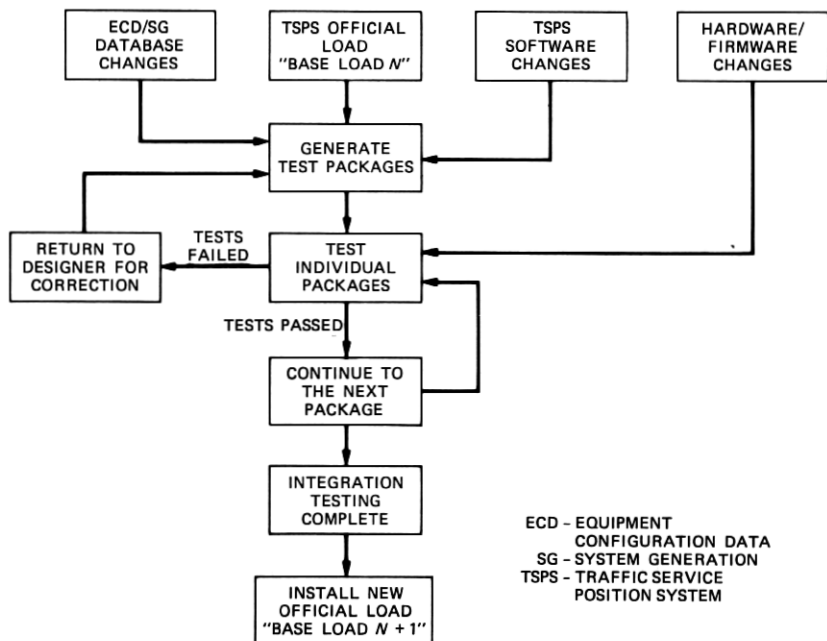 ECD/SG
DATABASE
CHANGES
TSPS OFFICIAL
LOAD
"BASE LOAD N"
TSPS
SOFTWARE
CHANGES
HARDWARE/
FIRMWARE
CHANGES
GENERATE
TEST PACKAGES
RETURN TO
DESIGNER FOR
CORRECTION
TESTS
FAILED
TEST
INDIVIDUAL
PACKAGES
TESTS PASSED
CONTINUE TO
THE NEXT
PACKAGE
INTEGRATION
TESTING
COMPLETE
INSTALL NEW
OFFICIAL LOAD
"BASE LOAD N + 1"
ECD – EQUIPMENT
CONFIGURATION DATA
SG – SYSTEM GENERATION
TSPS – TRAFFIC SERVICE
POSITION SYSTEM